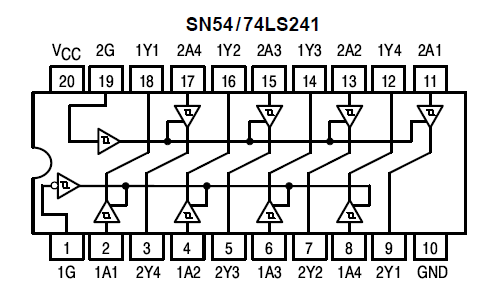 SN54/74LS241
VCC 2G 1Y1 2A4 1Y2 2A3 1Y3 2A2 1Y4 2A1
20 19 18 17 16 15 14 13 12 11
1 2 3 4 5 6 7 8 9 10
1G 1A1 2Y4 1A2 2Y3 1A3 2Y2 1A4 2Y1 GND